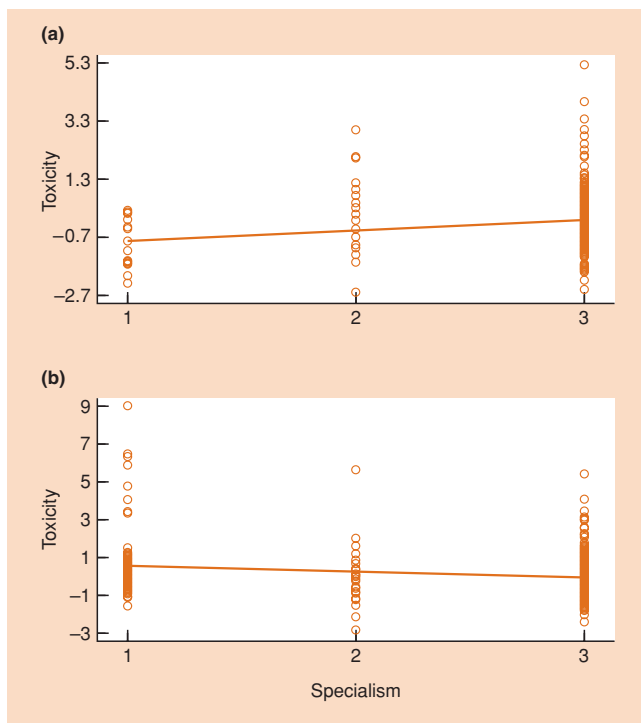 (a)
5.3
3.3
1.3
−0.7
−2.7
Toxicity
1 2 3
(b)
9
7
5
3
1
−1
−3
Toxicity
1 2 3
Specialism